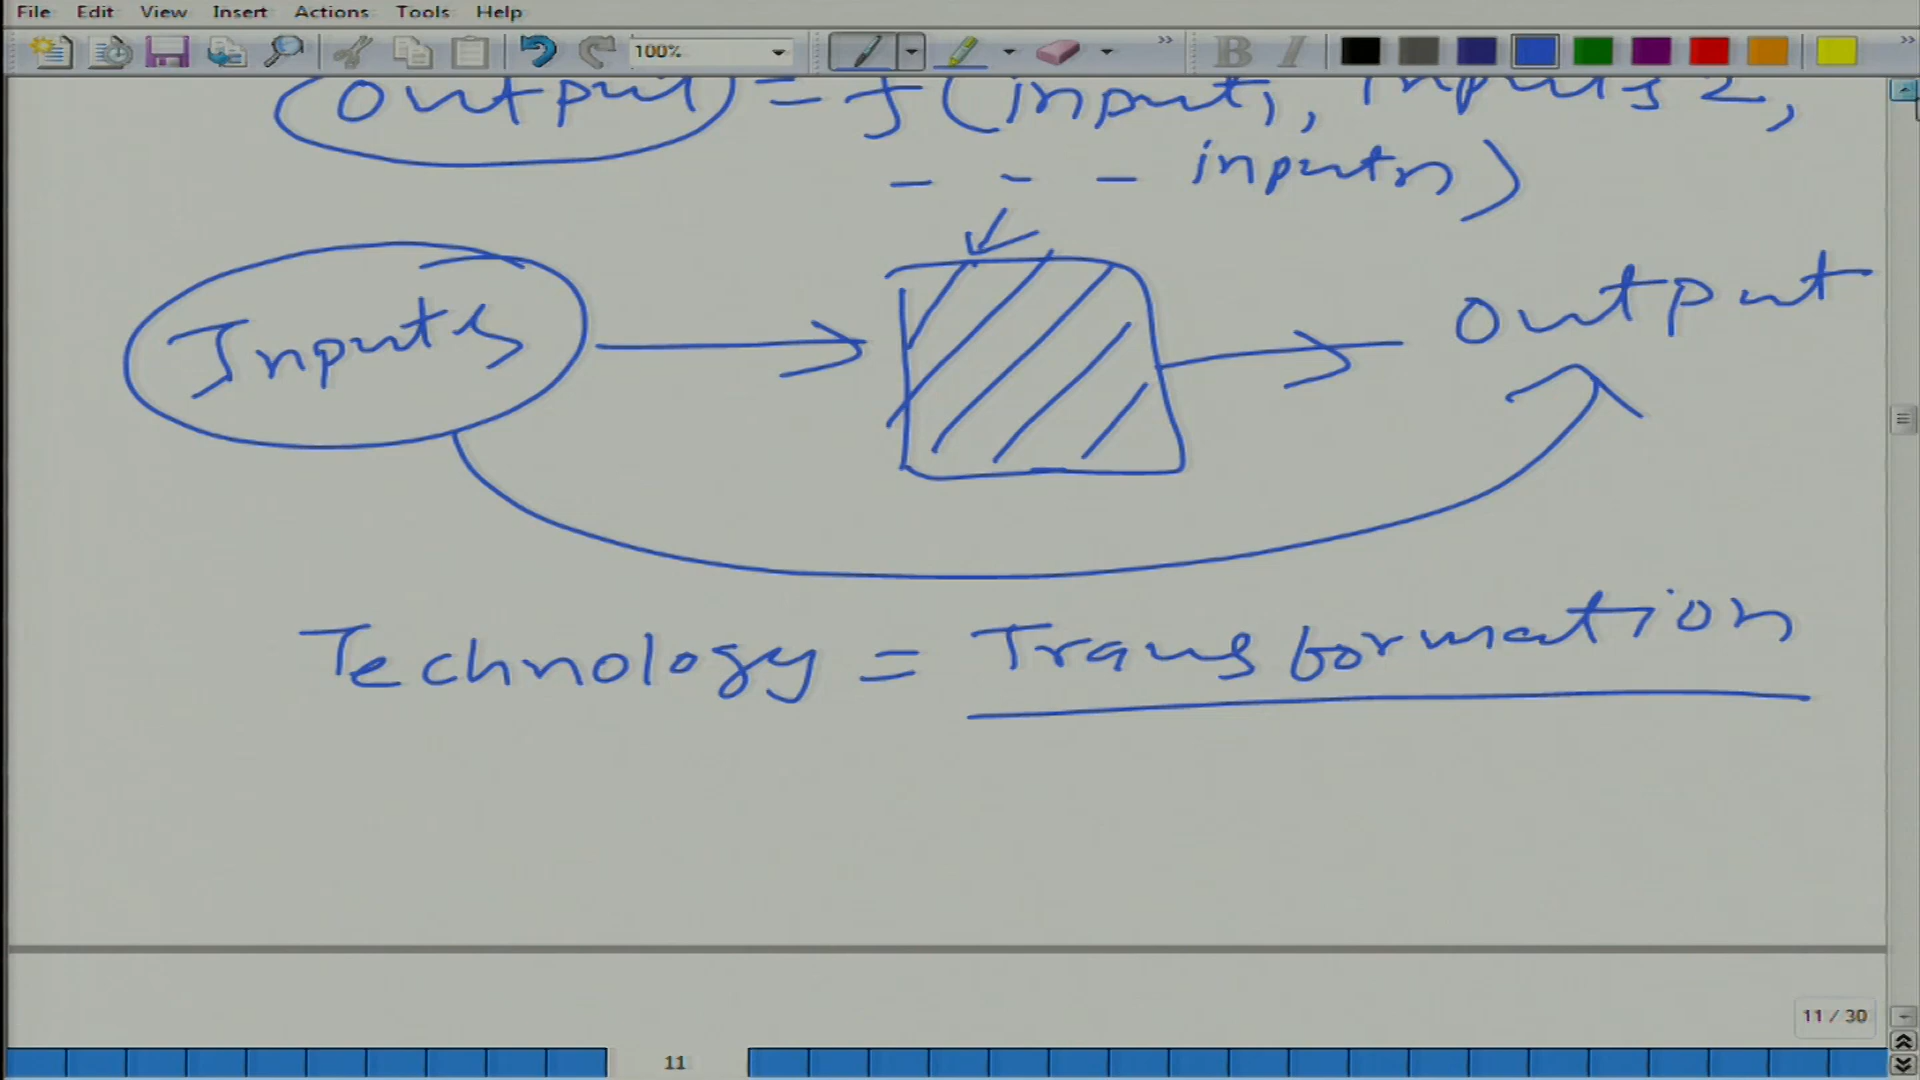 File Edit View Insert Actions Tools Help
100%
B I
Output = f (input1, inputs 2,
- - - inputn)
Inputs
Output
Technology = Transformation
11 / 30
11